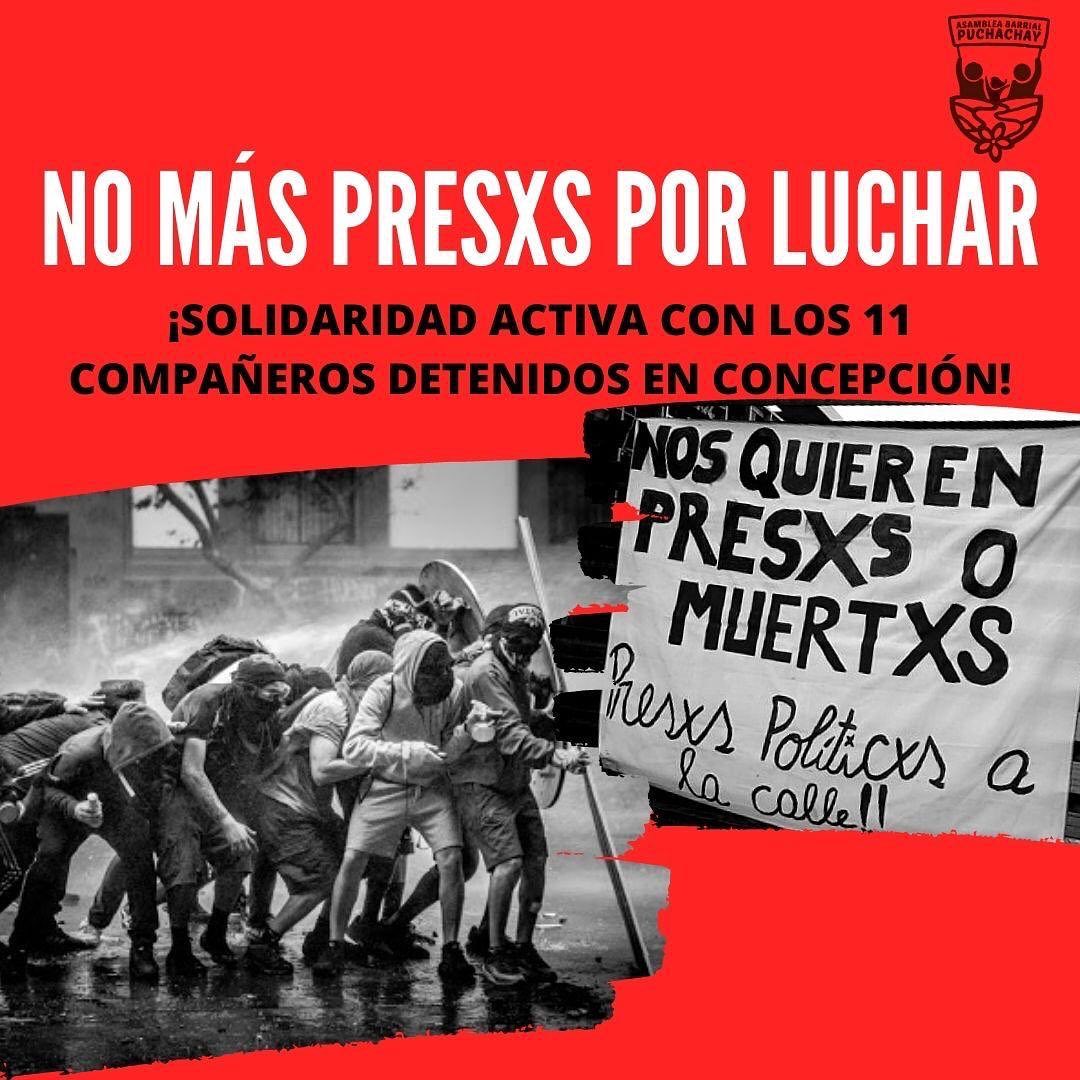 ASAMBLEA BARRIAL
PUCHACHAY
NO MÁS PRESXS POR LUCHAR
¡SOLIDARIDAD ACTIVA CON LOS 11
COMPAÑEROS DETENIDOS EN CONCEPCIÓN!
NOS QUIEREN
PRESXS O
MUERTXS
Presxs Políticxs a
la calle!!